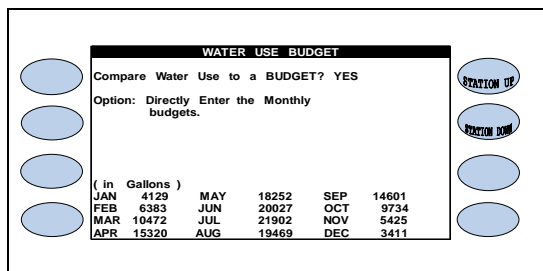 WATER USE BUDGET
Compare Water Use to a BUDGET? YES
STATION UP
Option: Directly Enter the Monthly
budgets.
STATION DOWN
( in Gallons )
JAN 4129 MAY 18252 SEP 14601
FEB 6383 JUN 20027 OCT 9734
MAR 10472 JUL 21902 NOV 5425
APR 15320 AUG 19469 DEC 3411